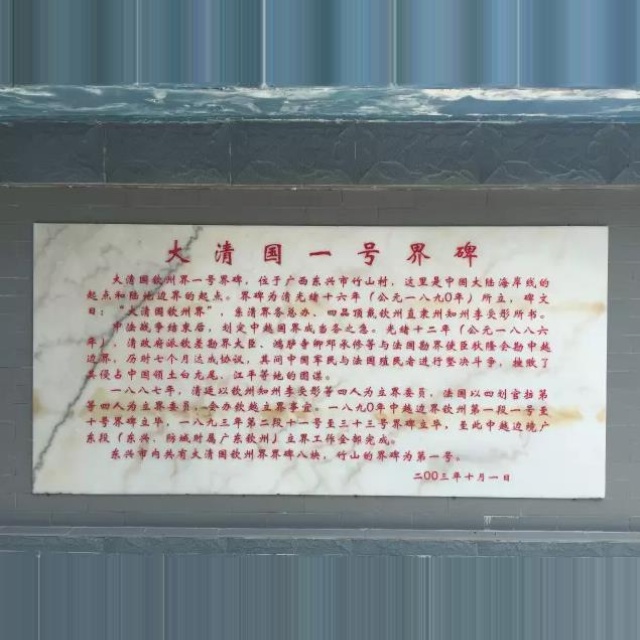 大清国一号界碑
大清国钦州界一号界碑，位于广西东兴市竹山村，这里是中国大陆海岸线的
起点和陆地边界的起点。界碑为清光绪十六年（公元一八九0年）所立，碑文
曰：“大清国钦州界”，系清界务总办、四品顶戴钦州直隶州知州李受彤所书。
中法战争结束后，划定中越国界成当务之急。光绪十二年（公元一八八六
年），清政府派钦差勘界大臣、鸿胪寺卿邓承修等与法国勘界使臣狄隆会勘中越
边界，历时七个月达成协议，其间中国军民与法国殖民者进行坚决斗争，挫败了
侵占中国领土白龙尾、江平等地的图谋。
一八八七年，清廷以钦州知州李受彤等四人为立界委员，法国以四划官拉第
等四人为立界委员，会办钦越立界事宜。一八九0年中越边界钦州第一段一号至
十号界碑立毕，一八九三年第二段十一号至三十三号界碑立毕，至此中越边境广
东段（东兴、防城时属广东钦州）立界工作全部完成。
东兴市内共有大清国钦州界界碑八块，竹山的界碑为第一号。
二00三年十月一日